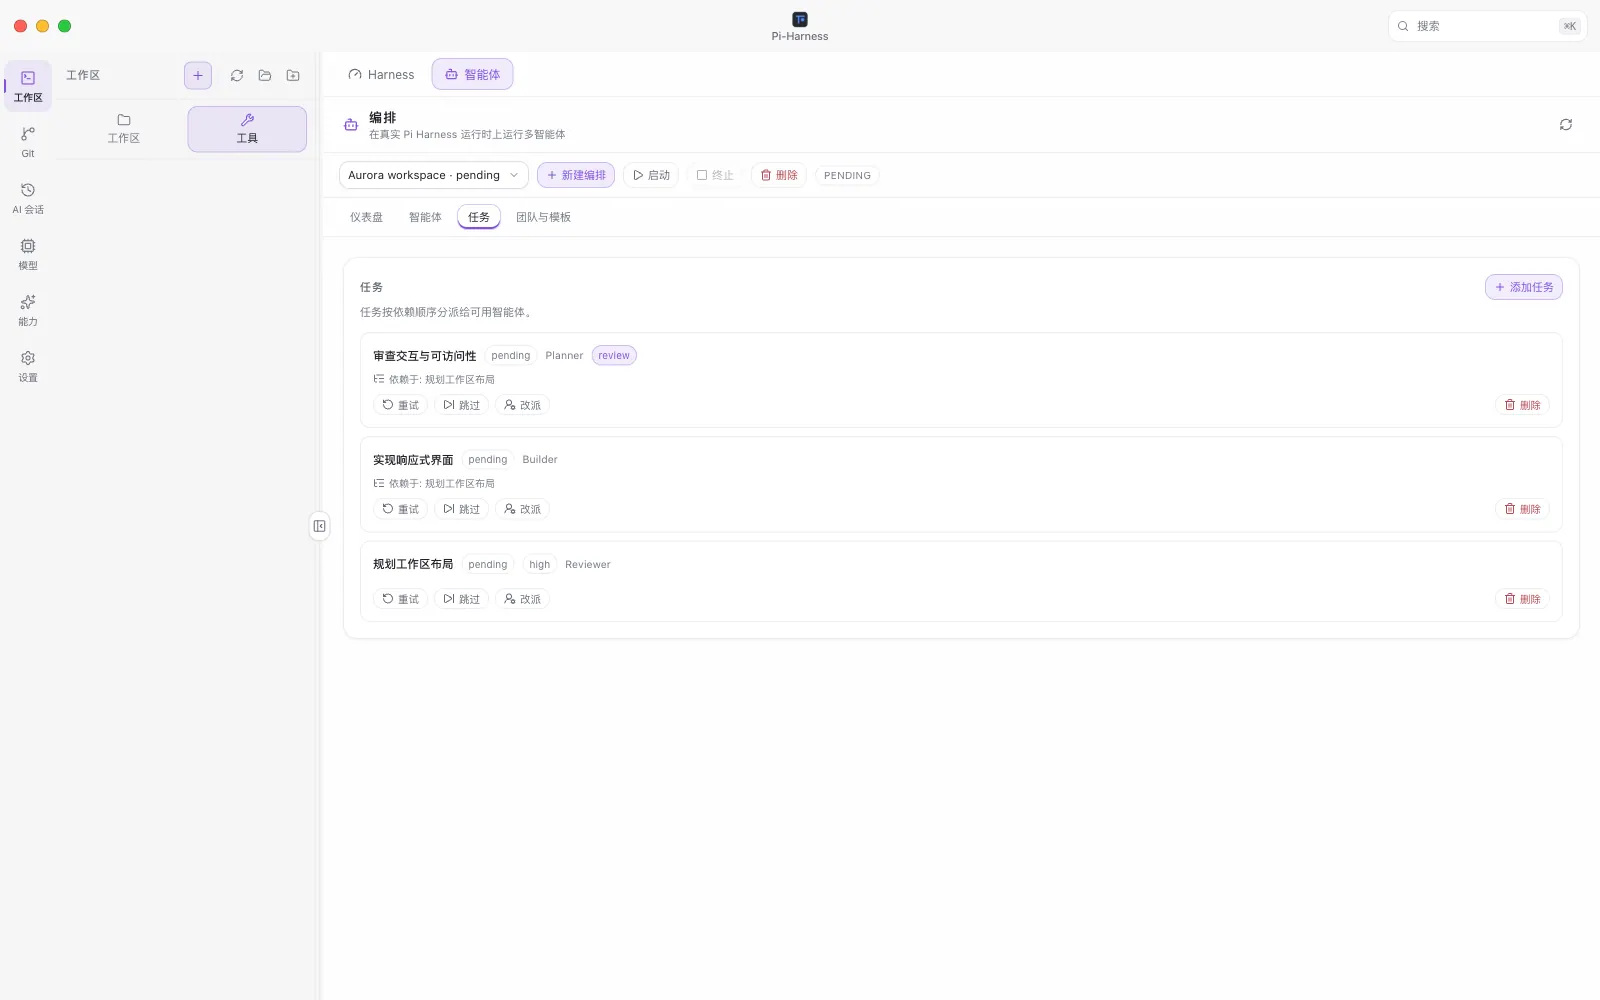 Pi-Harness
搜索
⌘K
工作区
Git
AI 会话
模型
能力
设置
工作区
工作区
工具
Harness
智能体
编排
在真实 Pi Harness 运行时上运行多智能体
Aurora workspace · pending
新建编排
启动
终止
删除
PENDING
仪表盘
智能体
任务
团队与模板
任务
添加任务
任务按依赖顺序分派给可用智能体。
审查交互与可访问性 pending Planner review
依赖于: 规划工作区布局
重试 跳过 改派 删除
实现响应式界面 pending Builder
依赖于: 规划工作区布局
重试 跳过 改派 删除
规划工作区布局 pending high Reviewer
重试 跳过 改派 删除